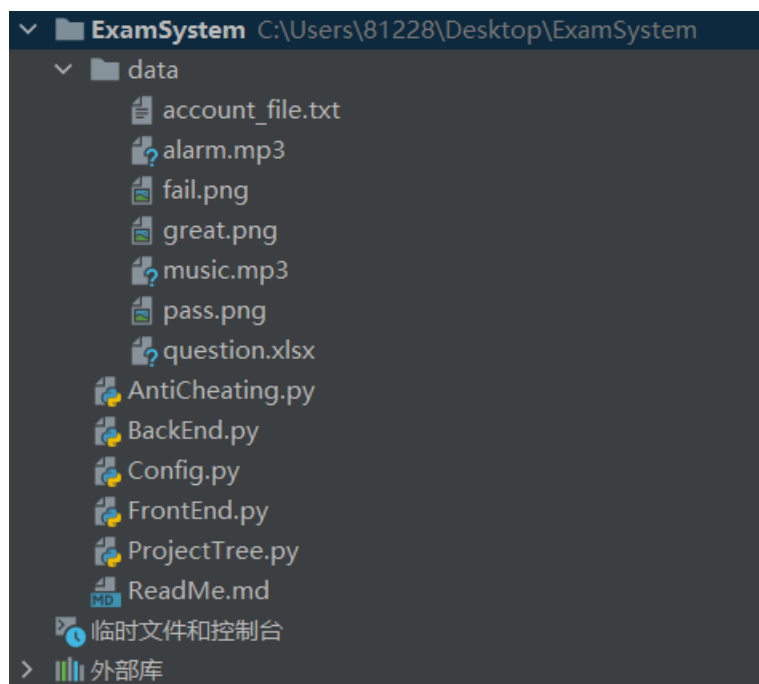 ExamSystem C:\Users\81228\Desktop\ExamSystem
data
account_file.txt
alarm.mp3
fail.png
great.png
music.mp3
pass.png
question.xlsx
AntiCheating.py
BackEnd.py
Config.py
FrontEnd.py
ProjectTree.py
MD ReadMe.md
临时文件和控制台
外部库